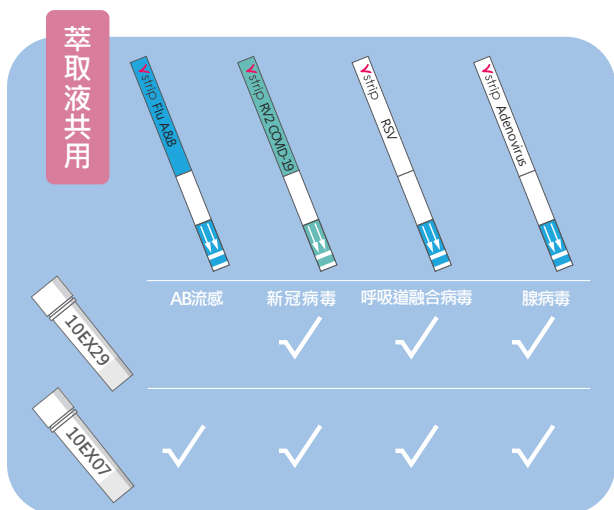 萃取液共用
Vstrip Flu A&B
Vstrip RV2 COVID-19
Vstrip RSV
Vstrip Adenovirus
AB流感
新冠病毒
呼吸道融合病毒
腺病毒
10EX29
10EX07